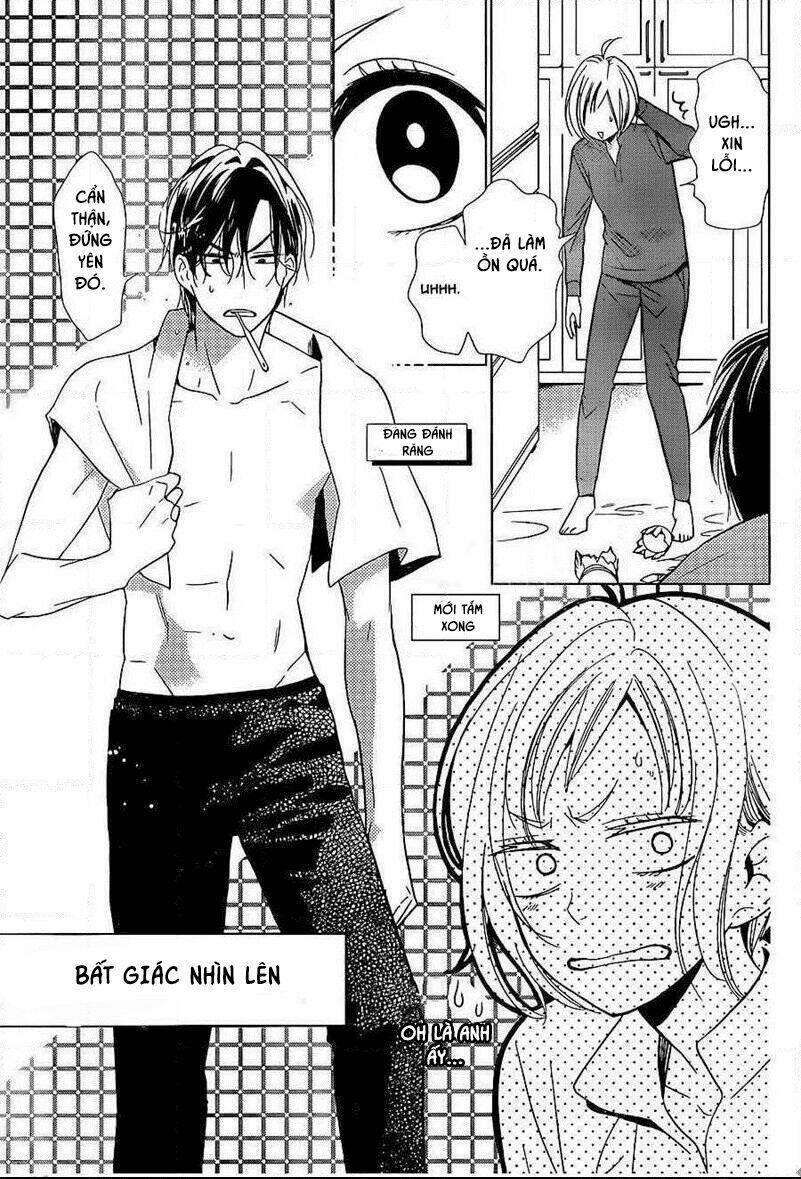 UGH...
XIN
LỖI...
...ĐÃ LÀM
ỒN QUÁ.
UHHH.
CẨN
THẬN,
ĐỨNG
YÊN
ĐÓ.
ĐANG ĐÁNH
RĂNG
MỚI TẮM
XONG
BẤT GIÁC NHÌN LÊN
OH LÀ ANH
ẤY...